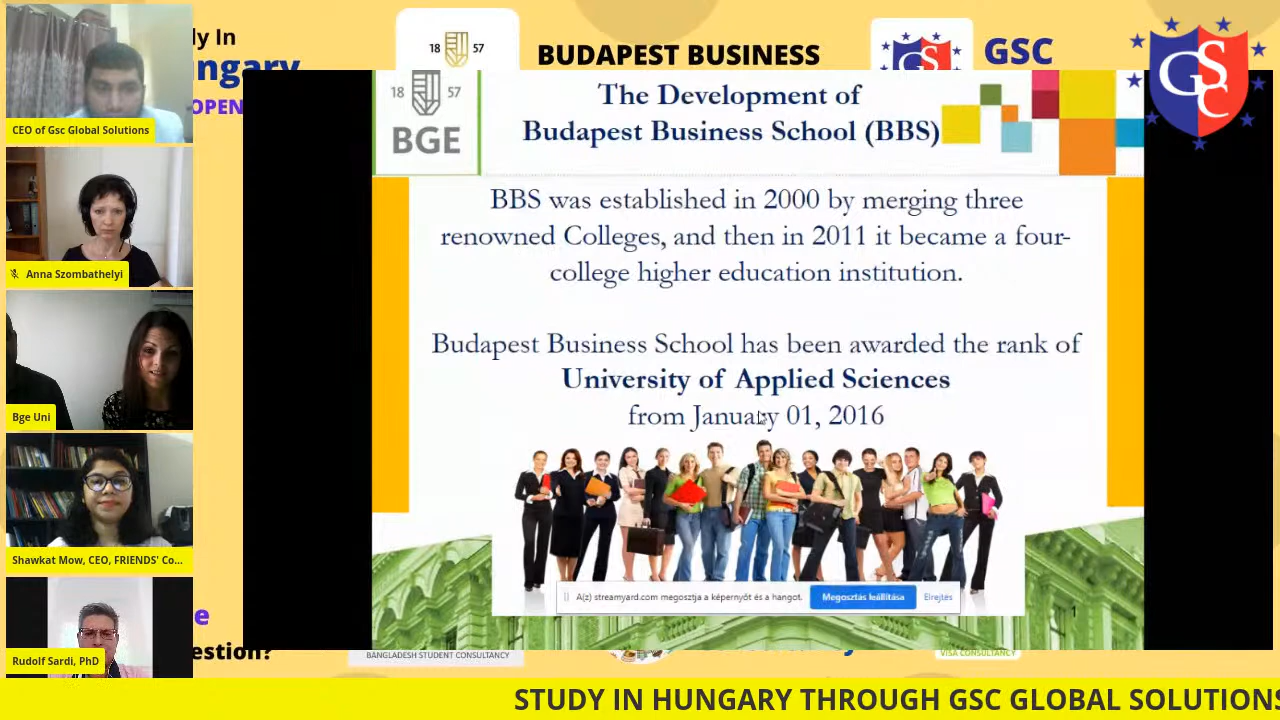 ly In
ngary
OPEN
CEO of Gsc Global Solutions
Anna Szombathelyi
Bge Uni
Shawkat Mow, CEO, FRIENDS' Co...
Rudolf Sardi, PhD
18 57
BUDAPEST BUSINESS
GSC
GSC
18 57
BGE
The Development of
Budapest Business School (BBS)
BBS was established in 2000 by merging three
renowned Colleges, and then in 2011 it became a four-
college higher education institution.
Budapest Business School has been awarded the rank of
University of Applied Sciences
from January 01, 2016
A(z) streamyard.com megosztja a képernyőt és a hangot.
Megosztás leállítása
Elrejtés
1
e
estion?
BANGLADESH STUDENT CONSULTANCY
VISA CONSULTANCY
STUDY IN HUNGARY THROUGH GSC GLOBAL SOLUTIONS